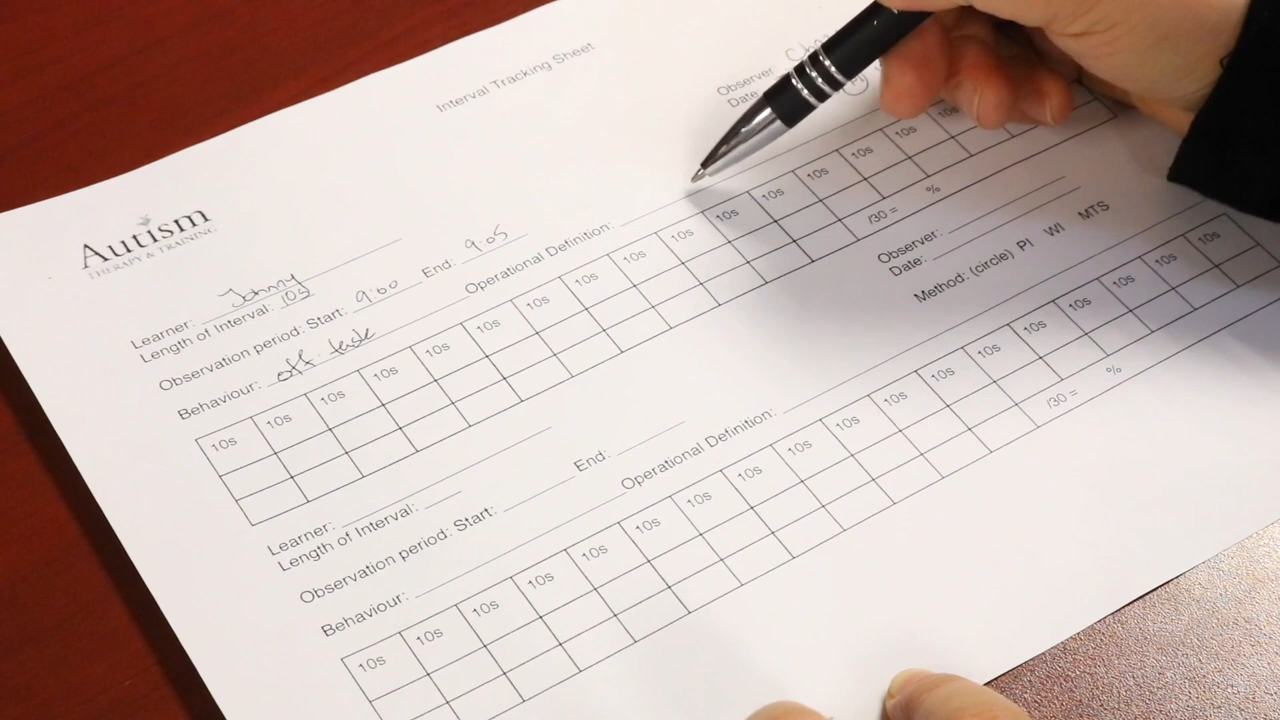 Interval Tracking Sheet
Autism
THERAPY & TRAINING
Observer
Date
Learner: Johnny
Length of Interval: 10s
Observation period: Start: 9:00 End: 9:05
Behaviour: off task Operational Definition:
10s 10s 10s 10s 10s 10s 10s 10s 10s 10s 10s 10s 10s 10s 10s 10s
/30 = %
Observer:
Date:
Method: (circle) PI WI MTS
Learner:
Length of Interval:
Observation period: Start: End:
Behaviour: Operational Definition:
10s 10s 10s 10s 10s 10s 10s 10s 10s 10s 10s 10s 10s 10s 10s 10s 10s 10s
/30 = %